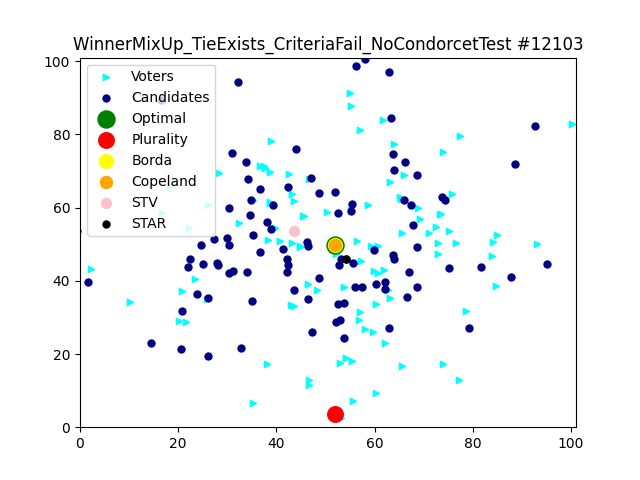 WinnerMixUp_TieExists_CriteriaFail_NoCondorcetTest #12103
Voters
Candidates
Optimal
Plurality
Borda
Copeland
STV
STAR
100
80
60
40
20
0
0 20 40 60 80 100